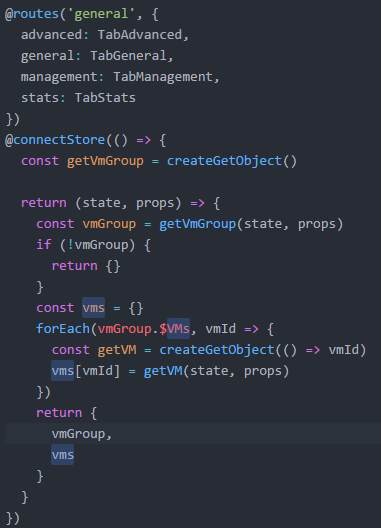 @routes('general', {
  advanced: TabAdvanced,
  general: TabGeneral,
  management: TabManagement,
  stats: TabStats
})
@connectStore(() => {
  const getVmGroup = createGetObject()

  return (state, props) => {
    const vmGroup = getVmGroup(state, props)
    if (!vmGroup) {
      return {}
    }
    const vms = {}
    forEach(vmGroup.$VMs, vmId => {
      const getVM = createGetObject(() => vmId)
      vms[vmId] = getVM(state, props)
    })
    return {
      vmGroup,
      vms
    }
  }
})